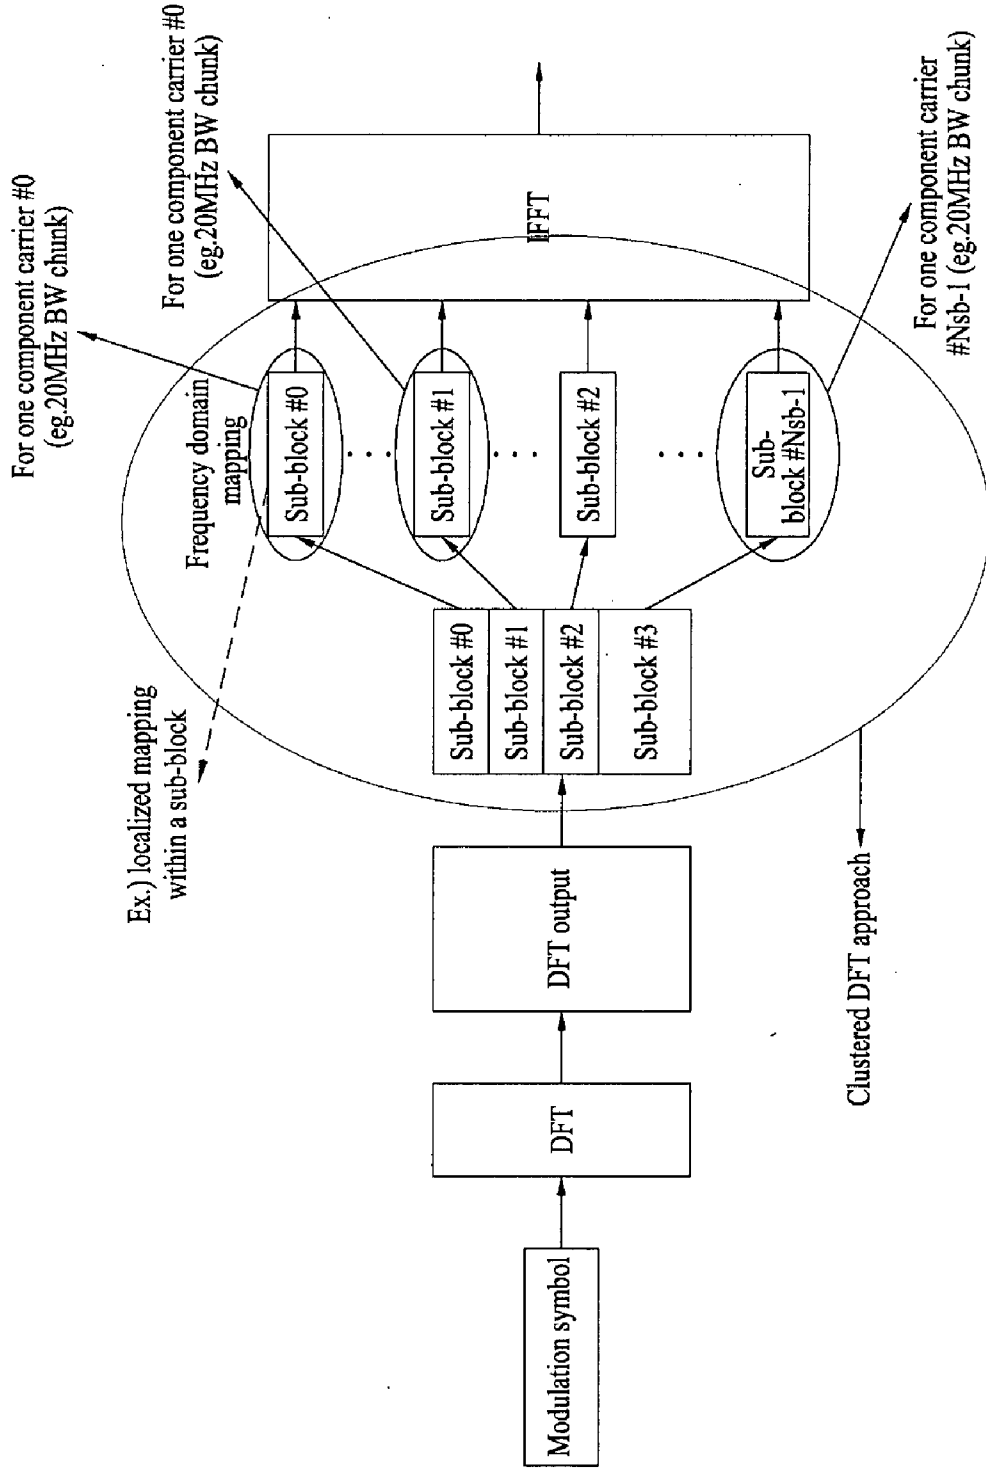 Modulation symbol
DFT
DFT output
Sub-block #0
Sub-block #1
Sub-block #2
Sub-block #3
Ex.) localized mapping
within a sub-block
Frequency domain
mapping
Sub-block #0
Sub-block #1
Sub-block #2
Sub-
block #Nsb-1
IFFT
For one component carrier #0
(eg.20MHz BW chunk)
For one component carrier #0
(eg.20MHz BW chunk)
For one component carrier
#Nsb-1 (eg.20MHz BW chunk)
Clustered DFT approach